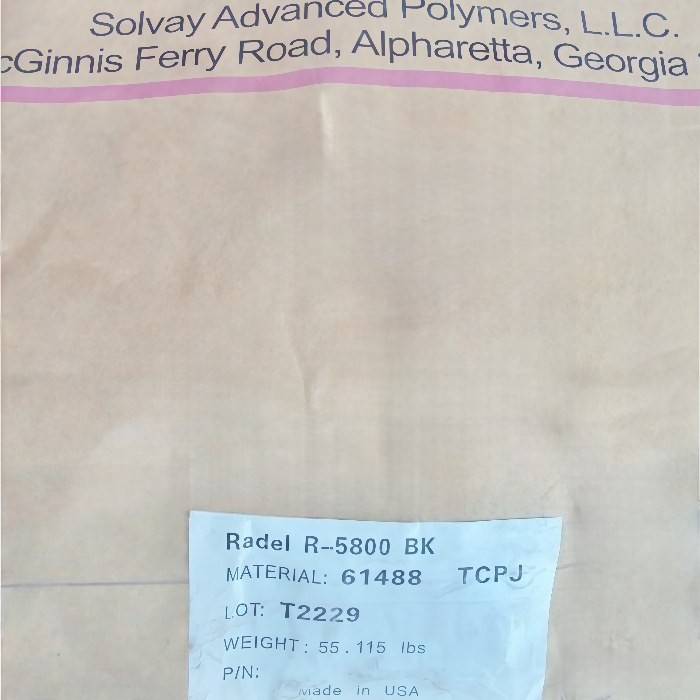 Solvay Advanced Polymers, L.L.C.
cGinnis Ferry Road, Alpharetta, Georgia
Radel R-5800 BK
MATERIAL: 61488 TCPJ
LOT: T2229
WEIGHT: 55.115 lbs
P/N:
Made in USA